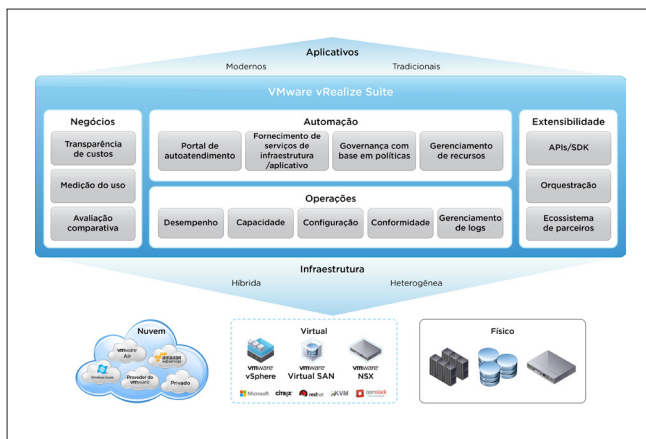 Aplicativos
Modernos
Tradicionais
VMware vRealize Suite
Negócios
Transparência
de custos
Medição do uso
Avaliação
comparativa
Automação
Portal de
autoatendimento
Fornecimento de
serviços de
infraestrutura
/aplicativo
Governança com
base em políticas
Gerenciamento
de recursos
Operações
Desempenho
Capacidade
Configuração
Conformidade
Gerenciamento
de logs
Extensibilidade
APIs/SDK
Orquestração
Ecossistema
de parceiros
Infraestrutura
Híbrida
Heterogênea
Nuvem
vmware
Air
amazon
Provedor do
vmware
Privado
Virtual
vmware
vSphere
vmware
Virtual SAN
vmware
NSX
Microsoft
citrix
redhat
KVM
openstack
Físico